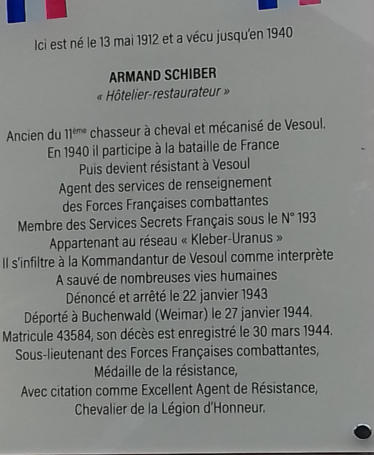 Ici est né le 13 mai 1912 et a vécu jusqu'en 1940
ARMAND SCHIBER
« Hôtelier-restaurateur »
Ancien du 11ème chasseur à cheval et mécanisé de Vesoul.
En 1940 il participe à la bataille de France
Puis devient résistant à Vesoul
Agent des services de renseignement
des Forces Françaises combattantes
Membre des Services Secrets Français sous le N° 193
Appartenant au réseau « Kleber-Uranus »
Il s'infiltre à la Kommandantur de Vesoul comme interprète
A sauvé de nombreuses vies humaines
Dénoncé et arrêté le 22 janvier 1943
Déporté à Buchenwald (Weimar) le 27 janvier 1944.
Matricule 43584, son décès est enregistré le 30 mars 1944.
Sous-lieutenant des Forces Françaises combattantes,
Médaille de la résistance,
Avec citation comme Excellent Agent de Résistance,
Chevalier de la Légion d'Honneur.